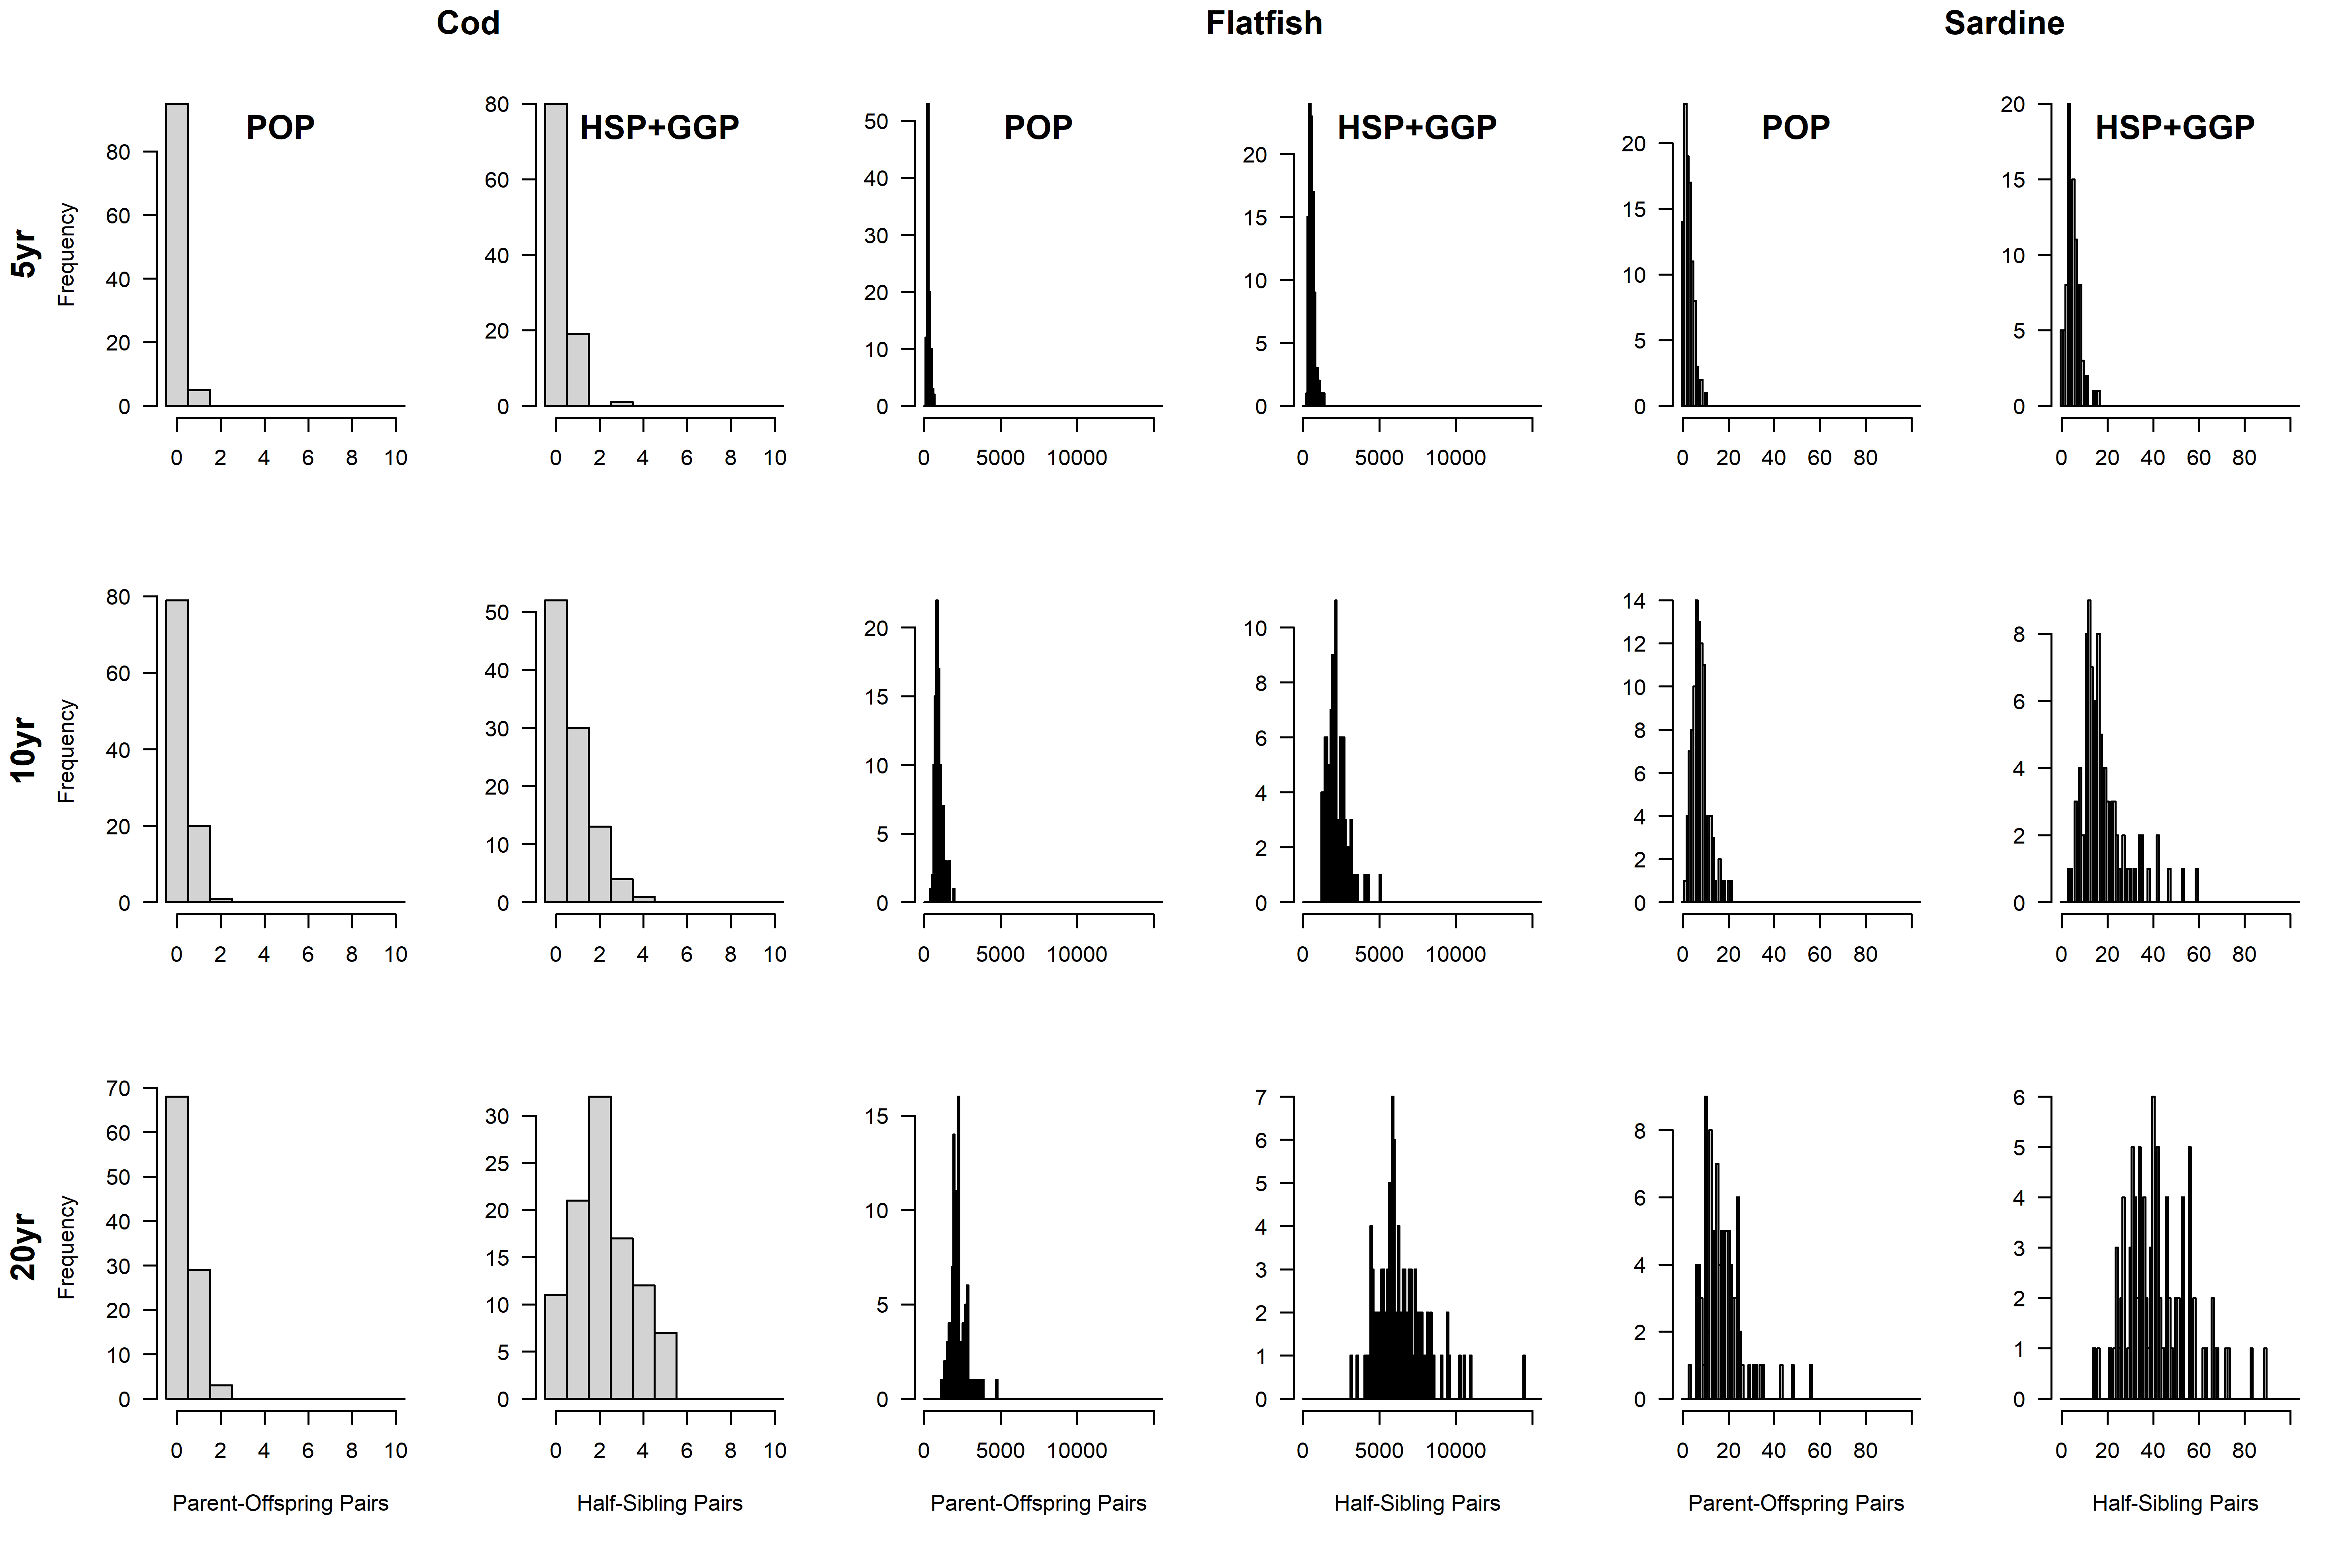 Cod Flatfish Sardine
POP HSP+GGP POP HSP+GGP POP HSP+GGP
5yr
Frequency
0 20 40 60 80
0 2 4 6 8 10
0 20 40 60 80
0 2 4 6 8 10
0 10 20 30 40 50
0 5000 10000
0 5 10 15 20
0 5000 10000
0 5 10 15 20
0 20 40 60 80
0 5 10 15 20
0 20 40 60 80
10yr
Frequency
0 20 40 60 80
0 2 4 6 8 10
0 10 20 30 40 50
0 2 4 6 8 10
0 5 10 15 20
0 5000 10000
0 2 4 6 8 10
0 5000 10000
0 2 4 6 8 10 12 14
0 20 40 60 80
0 2 4 6 8
0 20 40 60 80
20yr
Frequency
0 10 20 30 40 50 60 70
0 2 4 6 8 10
Parent-Offspring Pairs
0 5 10 15 20 25 30
0 2 4 6 8 10
Half-Sibling Pairs
0 5 10 15
0 5000 10000
Parent-Offspring Pairs
0 1 2 3 4 5 6 7
0 5000 10000
Half-Sibling Pairs
0 2 4 6 8
0 20 40 60 80
Parent-Offspring Pairs
0 1 2 3 4 5 6
0 20 40 60 80
Half-Sibling Pairs